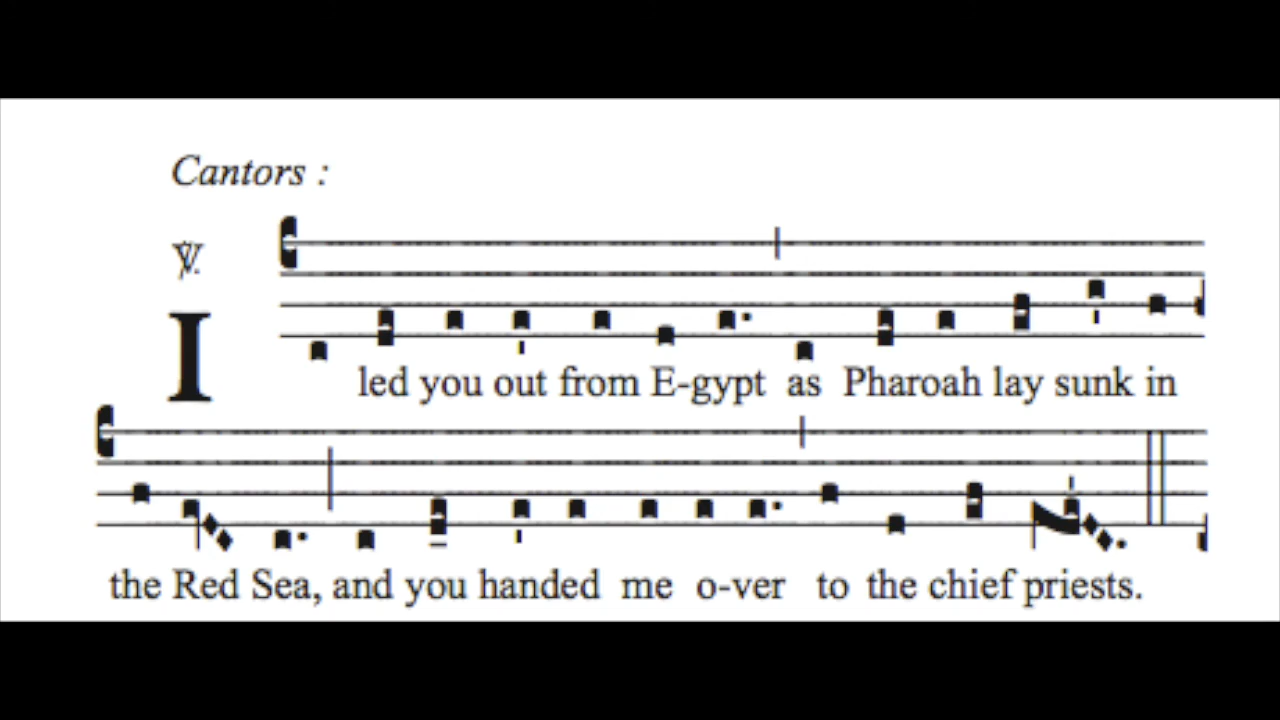 Cantors :
℣.
I led you out from E-gypt as Pharoah lay sunk in
the Red Sea, and you handed me o-ver to the chief priests.